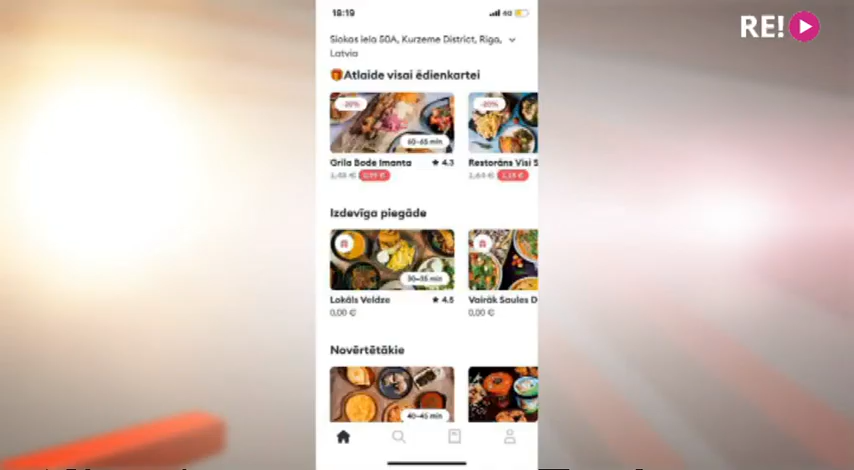 18:19
4G
RE!
Slokas iela 50A, Kurzeme District, Riga,
Latvia
Atlaide visai ēdienkartei
-20%
60-65 min
-20%
Grila Bode Imanta
4.3
Restorāns Visi S
Izdevīga piegāde
30-35 min
Lokāls Veldze
4.5
Vairāk Saules D
0,00 €
0,00 €
Novērtētākie
40-45 min